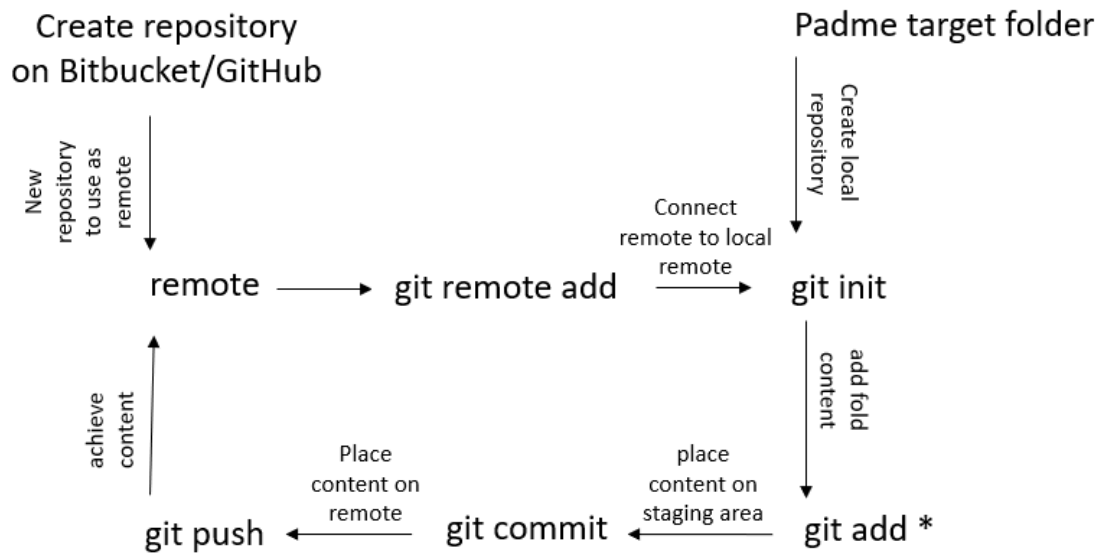 Create repository
on Bitbucket/GitHub
Padme target folder
New
repository
to use as
remote
Create local
repository
Connect
remote to local
remote
remote
git remote add
git init
achieve
content
add fold
content
Place
content on
remote
place
content on
staging area
git push
git commit
git add *